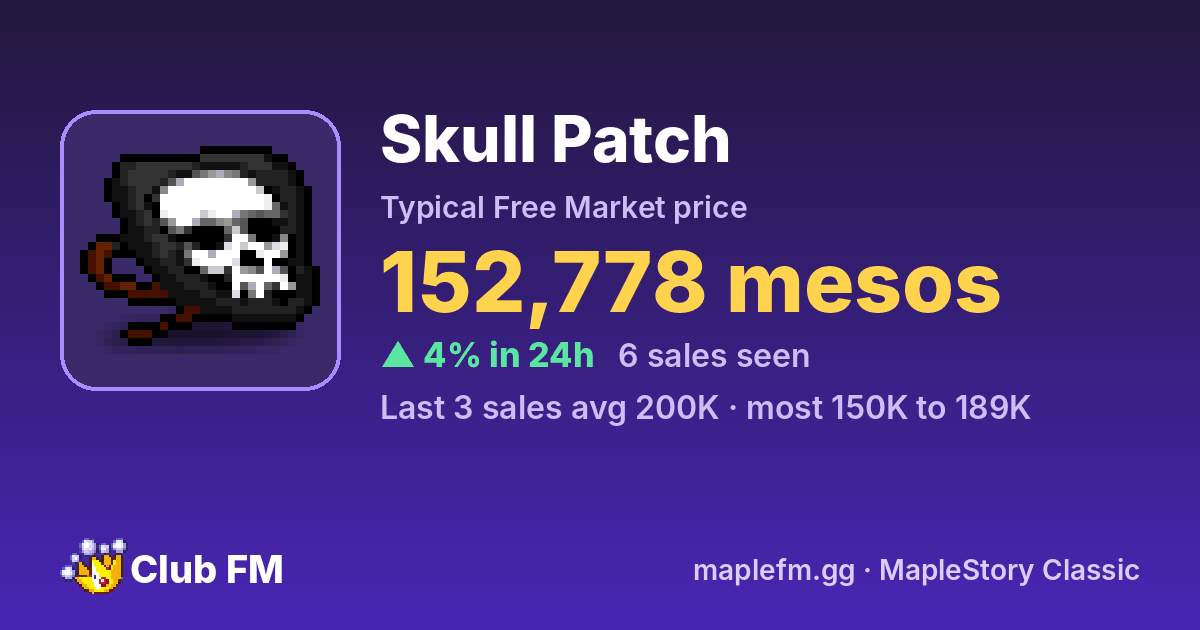 Skull Patch
Typical Free Market price
152,778 mesos
▲ 4% in 24h 6 sales seen
Last 3 sales avg 200K · most 150K to 189K
Club FM
maplefm.gg · MapleStory Classic